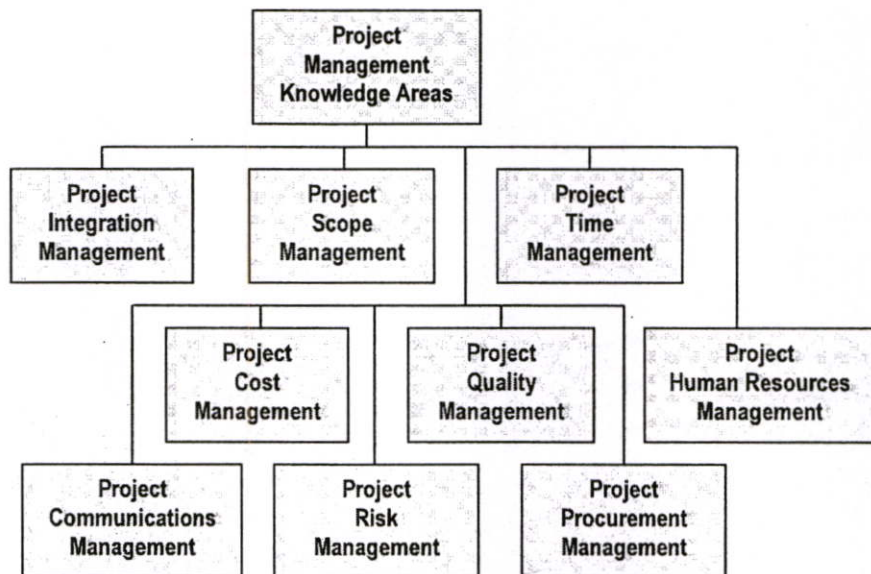 Project
Management
Knowledge Areas
Project
Integration
Management
Project
Scope
Management
Project
Time
Management
Project
Cost
Management
Project
Quality
Management
Project
Human Resources
Management
Project
Communications
Management
Project
Risk
Management
Project
Procurement
Management